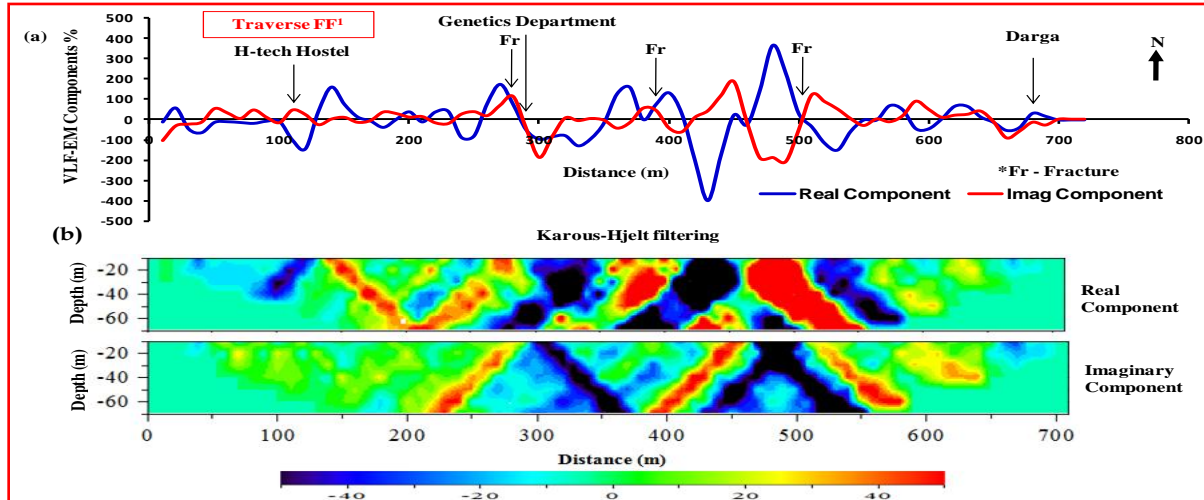 (a)
Traverse FF¹
Genetics Department
H-tech Hostel
Fr
Fr
Fr
Darga
N
VLF-EM Components %
500
400
300
200
100
0
-100
-200
-300
-400
-500
0
100
200
300
400
500
600
700
800
Distance (m)
*Fr - Fracture
Real Component
Imag Component
(b)
Karous-Hjelt filtering
Depth (m)
-20
-40
-60
Real
Component
Depth (m)
-20
-40
-60
Imaginary
Component
0
100
200
300
400
500
600
700
Distance (m)
-40
-20
0
20
40